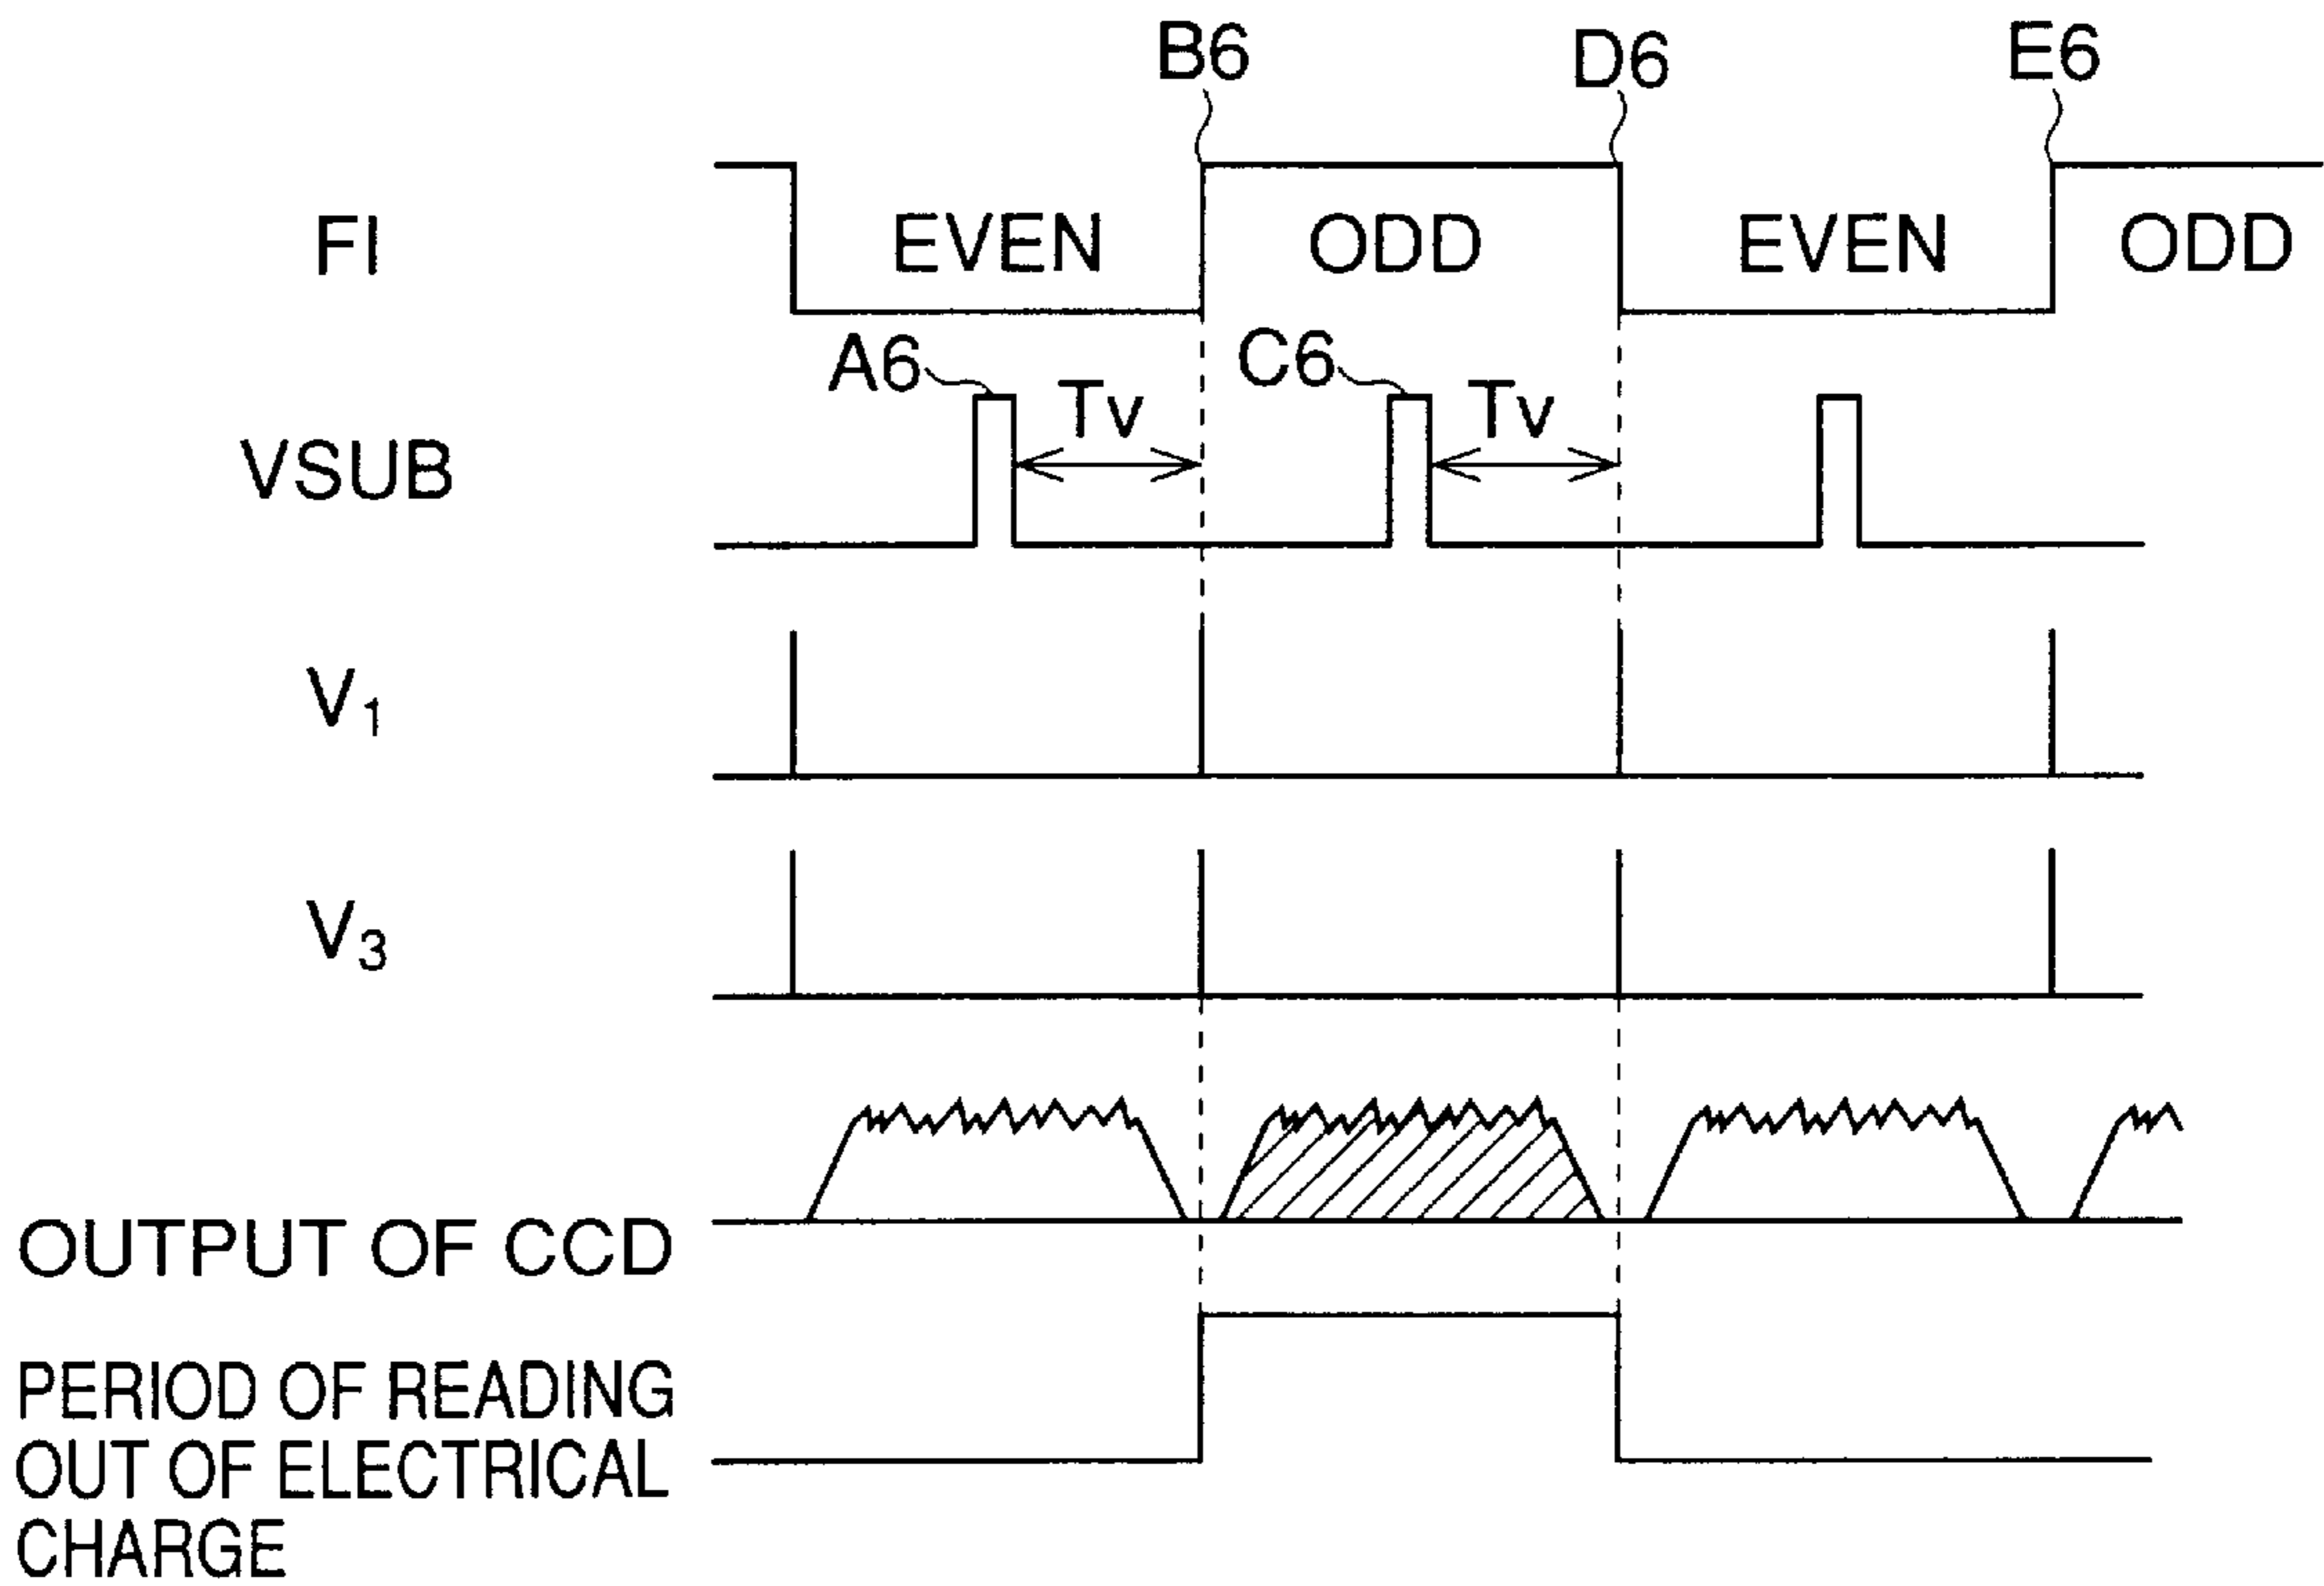 B6 D6 E6
FI EVEN ODD EVEN ODD
A6 Tv C6 Tv
VSUB
V1
V3
OUTPUT OF CCD
PERIOD OF READING
OUT OF ELECTRICAL
CHARGE